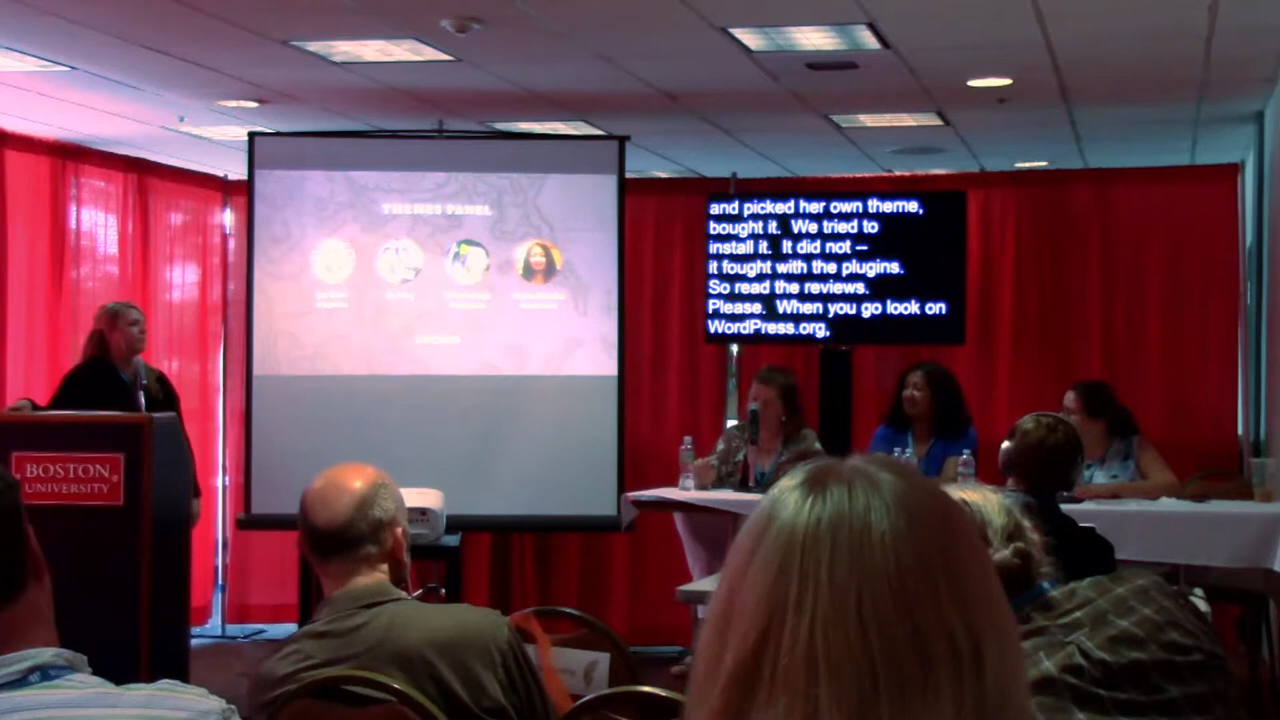 THEMES PANEL
and picked her own theme,
bought it.  We tried to
install it.  It did not --
it fought with the plugins.
So read the reviews.
Please.  When you go look on
WordPress.org,
BOSTON
UNIVERSITY